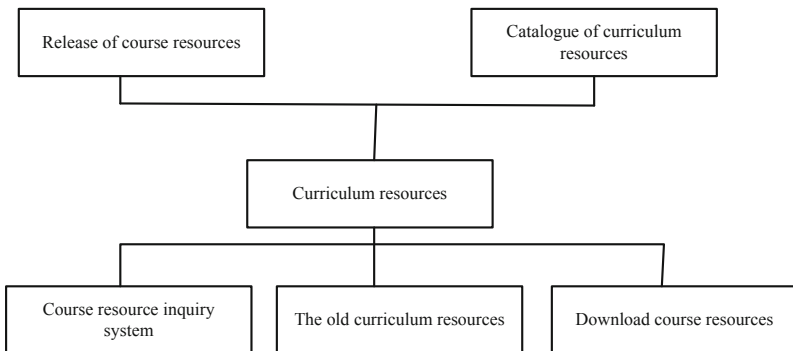 Release of course resources
Catalogue of curriculum
resources
Curriculum resources
Course resource inquiry
system
The old curriculum resources
Download course resources